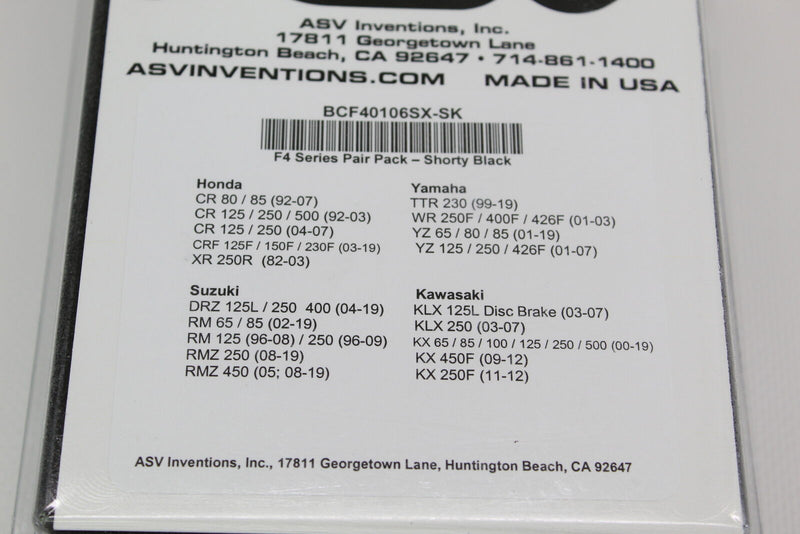 ASV Inventions, Inc.
17811 Georgetown Lane
Huntington Beach, CA 92647 • 714-861-1400
ASVINVENTIONS.COM MADE IN USA
BCF40106SX-SK
F4 Series Pair Pack – Shorty Black
Honda
CR 80 / 85 (92-07)
CR 125 / 250 / 500 (92-03)
CR 125 / 250 (04-07)
CRF 125F / 150F / 230F (03-19)
XR 250R (82-03)
Yamaha
TTR 230 (99-19)
WR 250F / 400F / 426F (01-03)
YZ 65 / 80 / 85 (01-19)
YZ 125 / 250 / 426F (01-07)
Suzuki
DRZ 125L / 250 400 (04-19)
RM 65 / 85 (02-19)
RM 125 (96-08) / 250 (96-09)
RMZ 250 (08-19)
RMZ 450 (05; 08-19)
Kawasaki
KLX 125L Disc Brake (03-07)
KLX 250 (03-07)
KX 65 / 85 / 100 / 125 / 250 / 500 (00-19)
KX 450F (09-12)
KX 250F (11-12)
ASV Inventions, Inc., 17811 Georgetown Lane, Huntington Beach, CA 92647